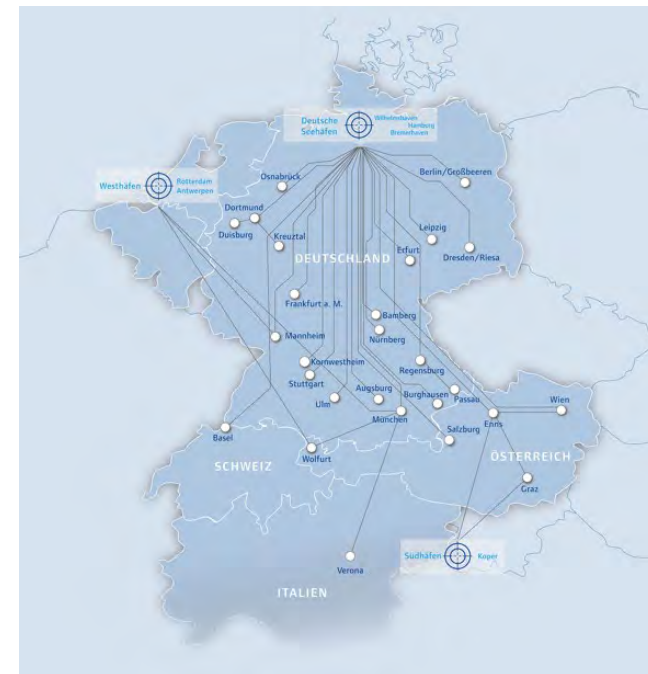 Deutsche
Seehäfen
Wilhelmshaven
Hamburg
Bremerhaven
Westhäfen
Rotterdam
Antwerpen
Osnabrück
Berlin/Großbeeren
Dortmund
Duisburg
Kreuztal
Leipzig
Erfurt
Dresden/Riesa
DEUTSCHLAND
Frankfurt a. M.
Bamberg
Nürnberg
Mannheim
Kornwestheim
Stuttgart
Regensburg
Ulm
Augsburg
Burghausen
Passau
München
Enns
Wien
Basel
Salzburg
Wolfurt
SCHWEIZ
ÖSTERREICH
Graz
Südhäfen
Koper
Verona
ITALIEN